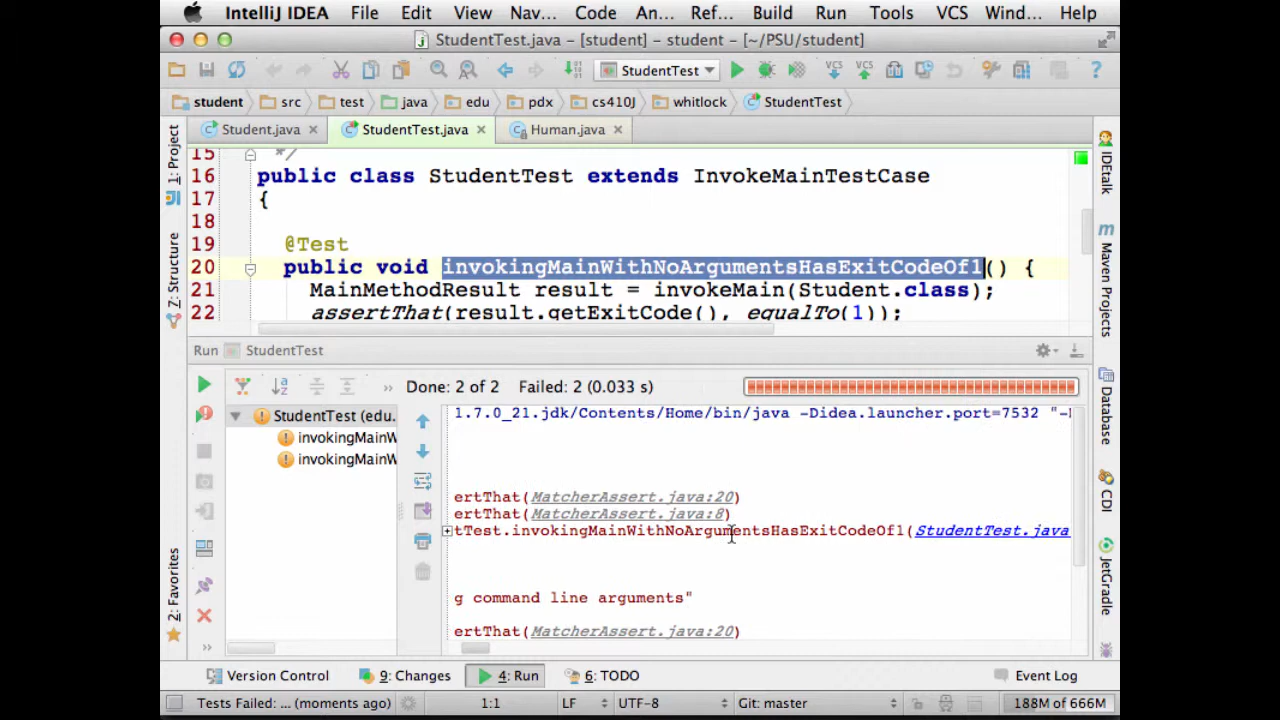 IntelliJ IDEA File Edit View Nav... Code An... Ref... Build Run Tools VCS Wind... Help
StudentTest.java - [student] - student - [~/PSU/student]
StudentTest
student src test java edu pdx cs410J whitlock StudentTest
Student.java StudentTest.java Human.java
15 */
16 public class StudentTest extends InvokeMainTestCase
17 {
18
19 @Test
20 public void invokingMainWithNoArgumentsHasExitCodeOf1() {
21 MainMethodResult result = invokeMain(Student.class);
22 assertThat(result.getExitCode(), equalTo(1));
Run StudentTest
Done: 2 of 2 Failed: 2 (0.033 s)
StudentTest (edu.
invokingMainW
invokingMainW
1.7.0_21.jdk/Contents/Home/bin/java -Didea.launcher.port=7532
ertThat(MatcherAssert.java:20)
ertThat(MatcherAssert.java:8)
tTest.invokingMainWithNoArgumentsHasExitCodeOf1(StudentTest.java
g command line arguments"
ertThat(MatcherAssert.java:20)
1: Project
Z: Structure
2: Favorites
IDEtalk
Maven Projects
Database
CDI
JetGradle
Version Control 9: Changes 4: Run 6: TODO Event Log
Tests Failed: ... (moments ago) 1:1 LF UTF-8 Git: master 188M of 666M